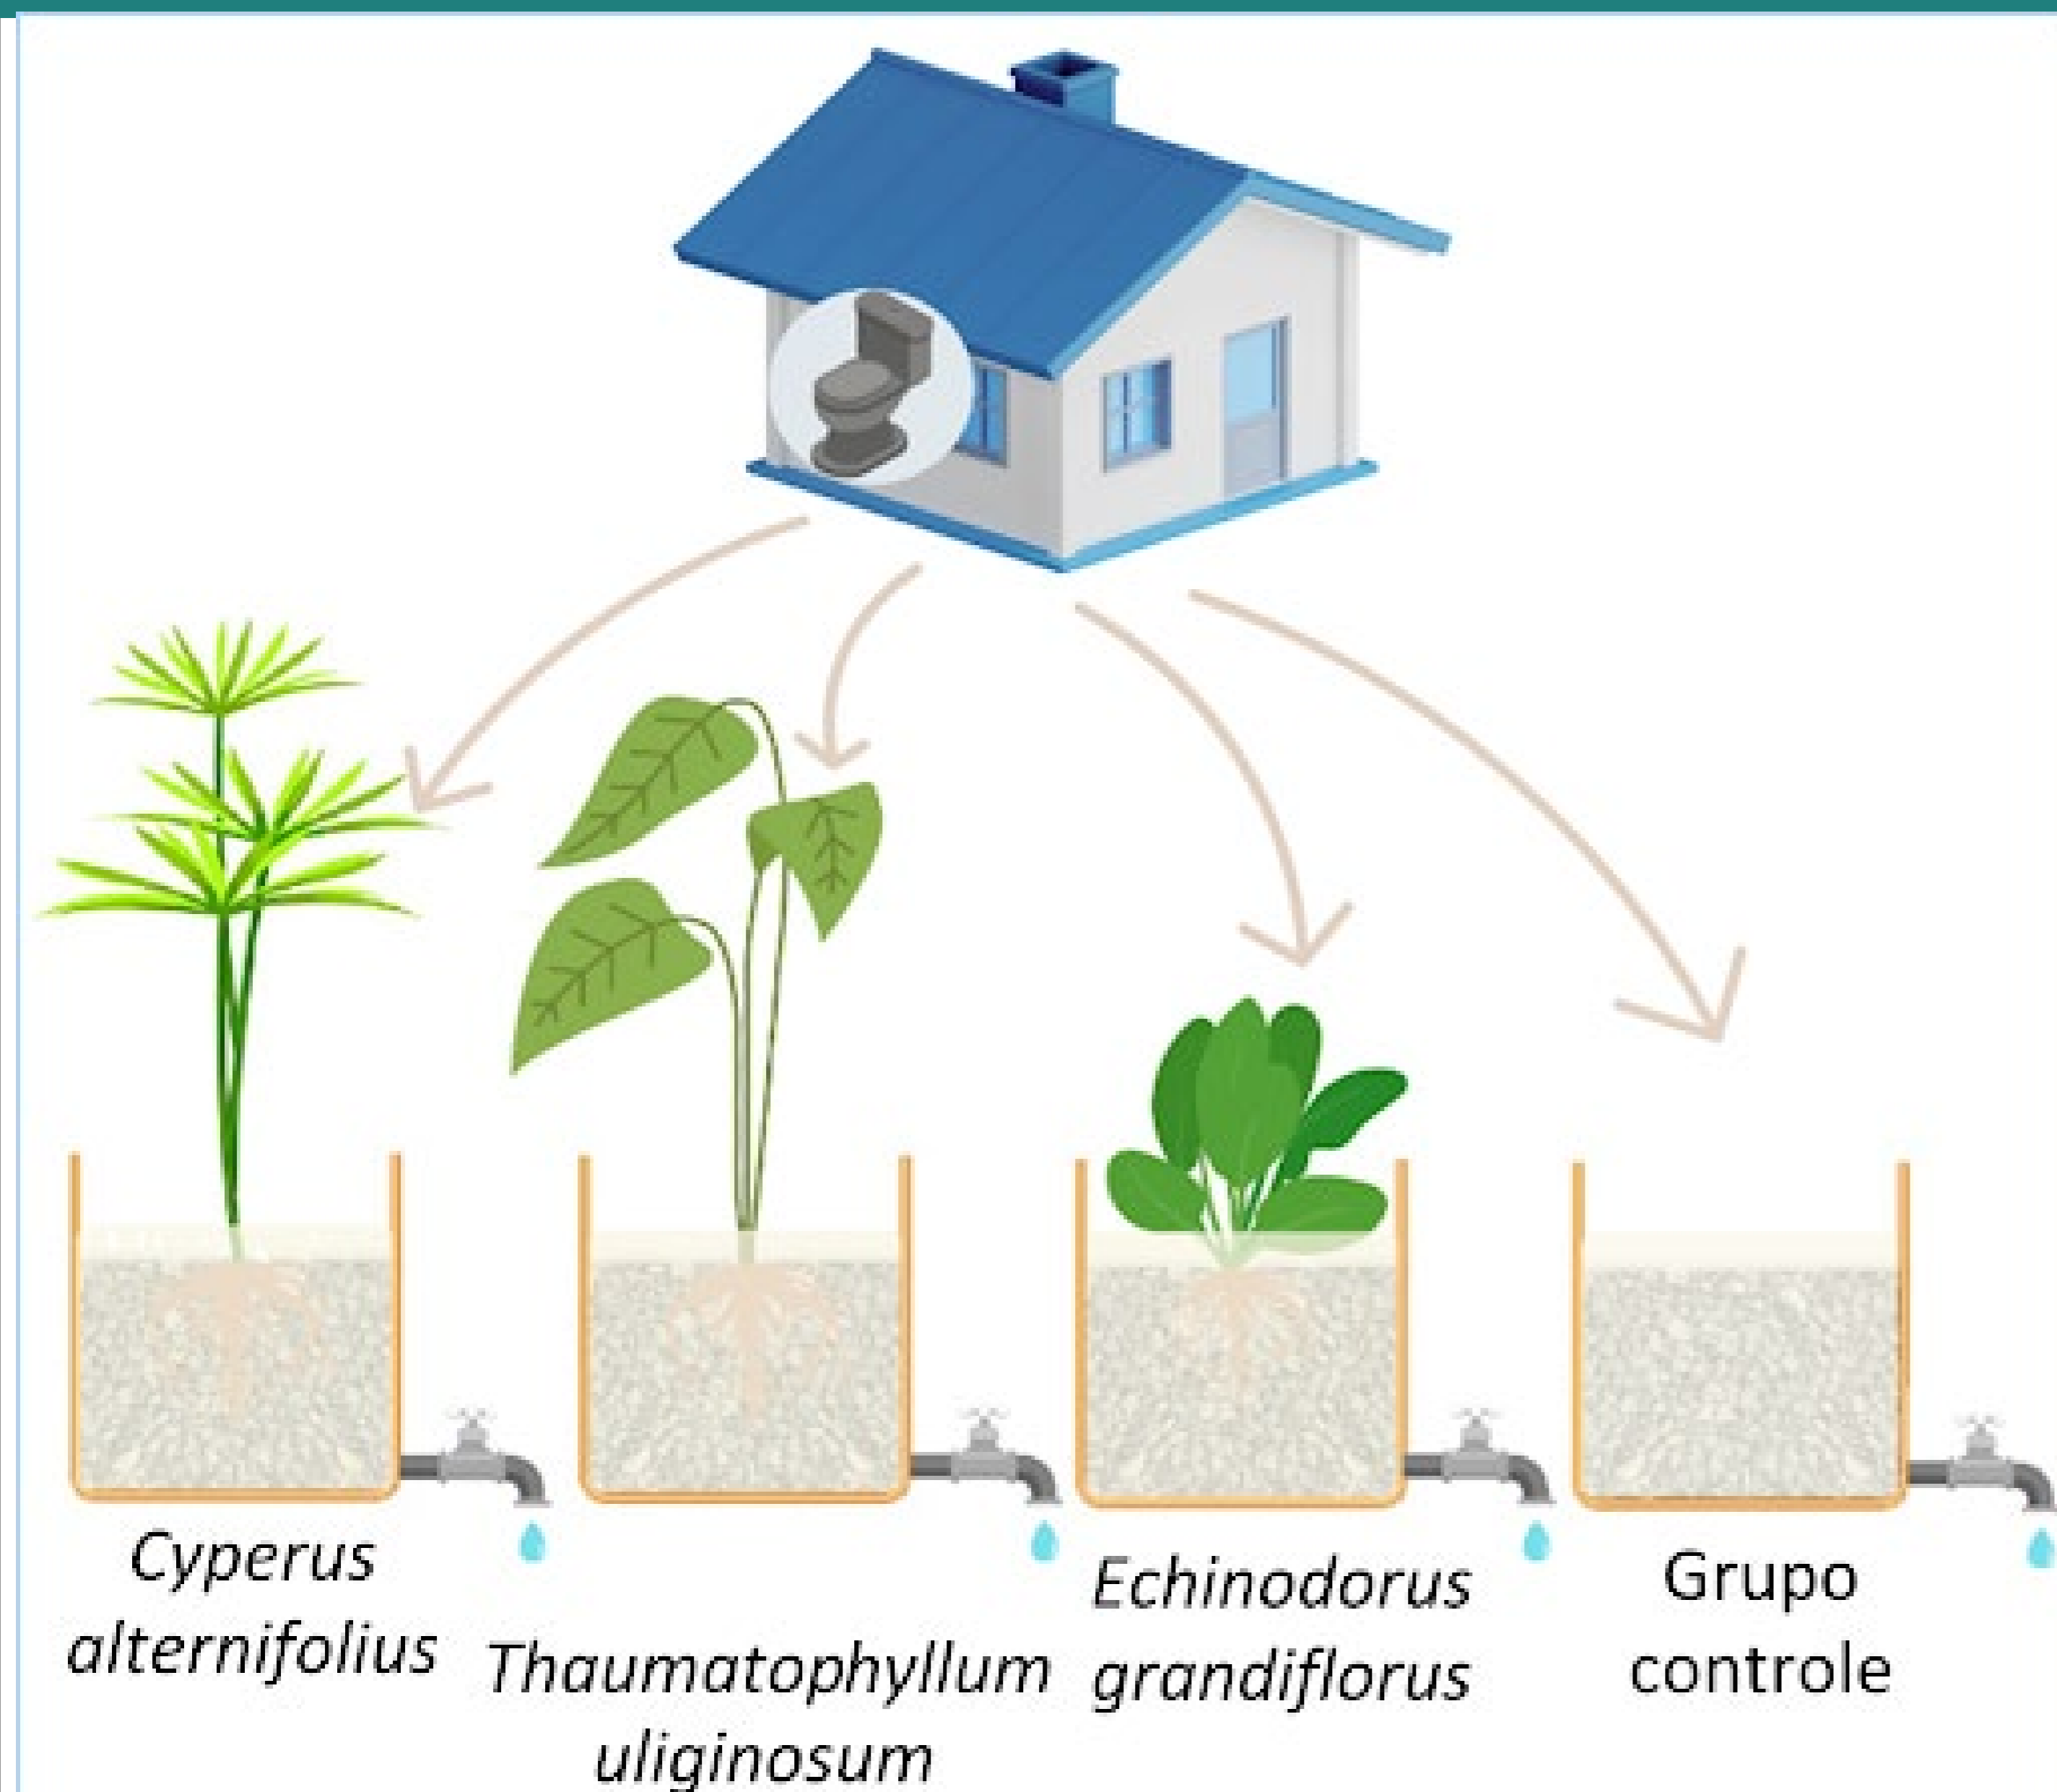 Cyperus
alternifolius
Thaumatophyllum
uliginosum
Echinodorus
grandiflorus
Grupo
controle